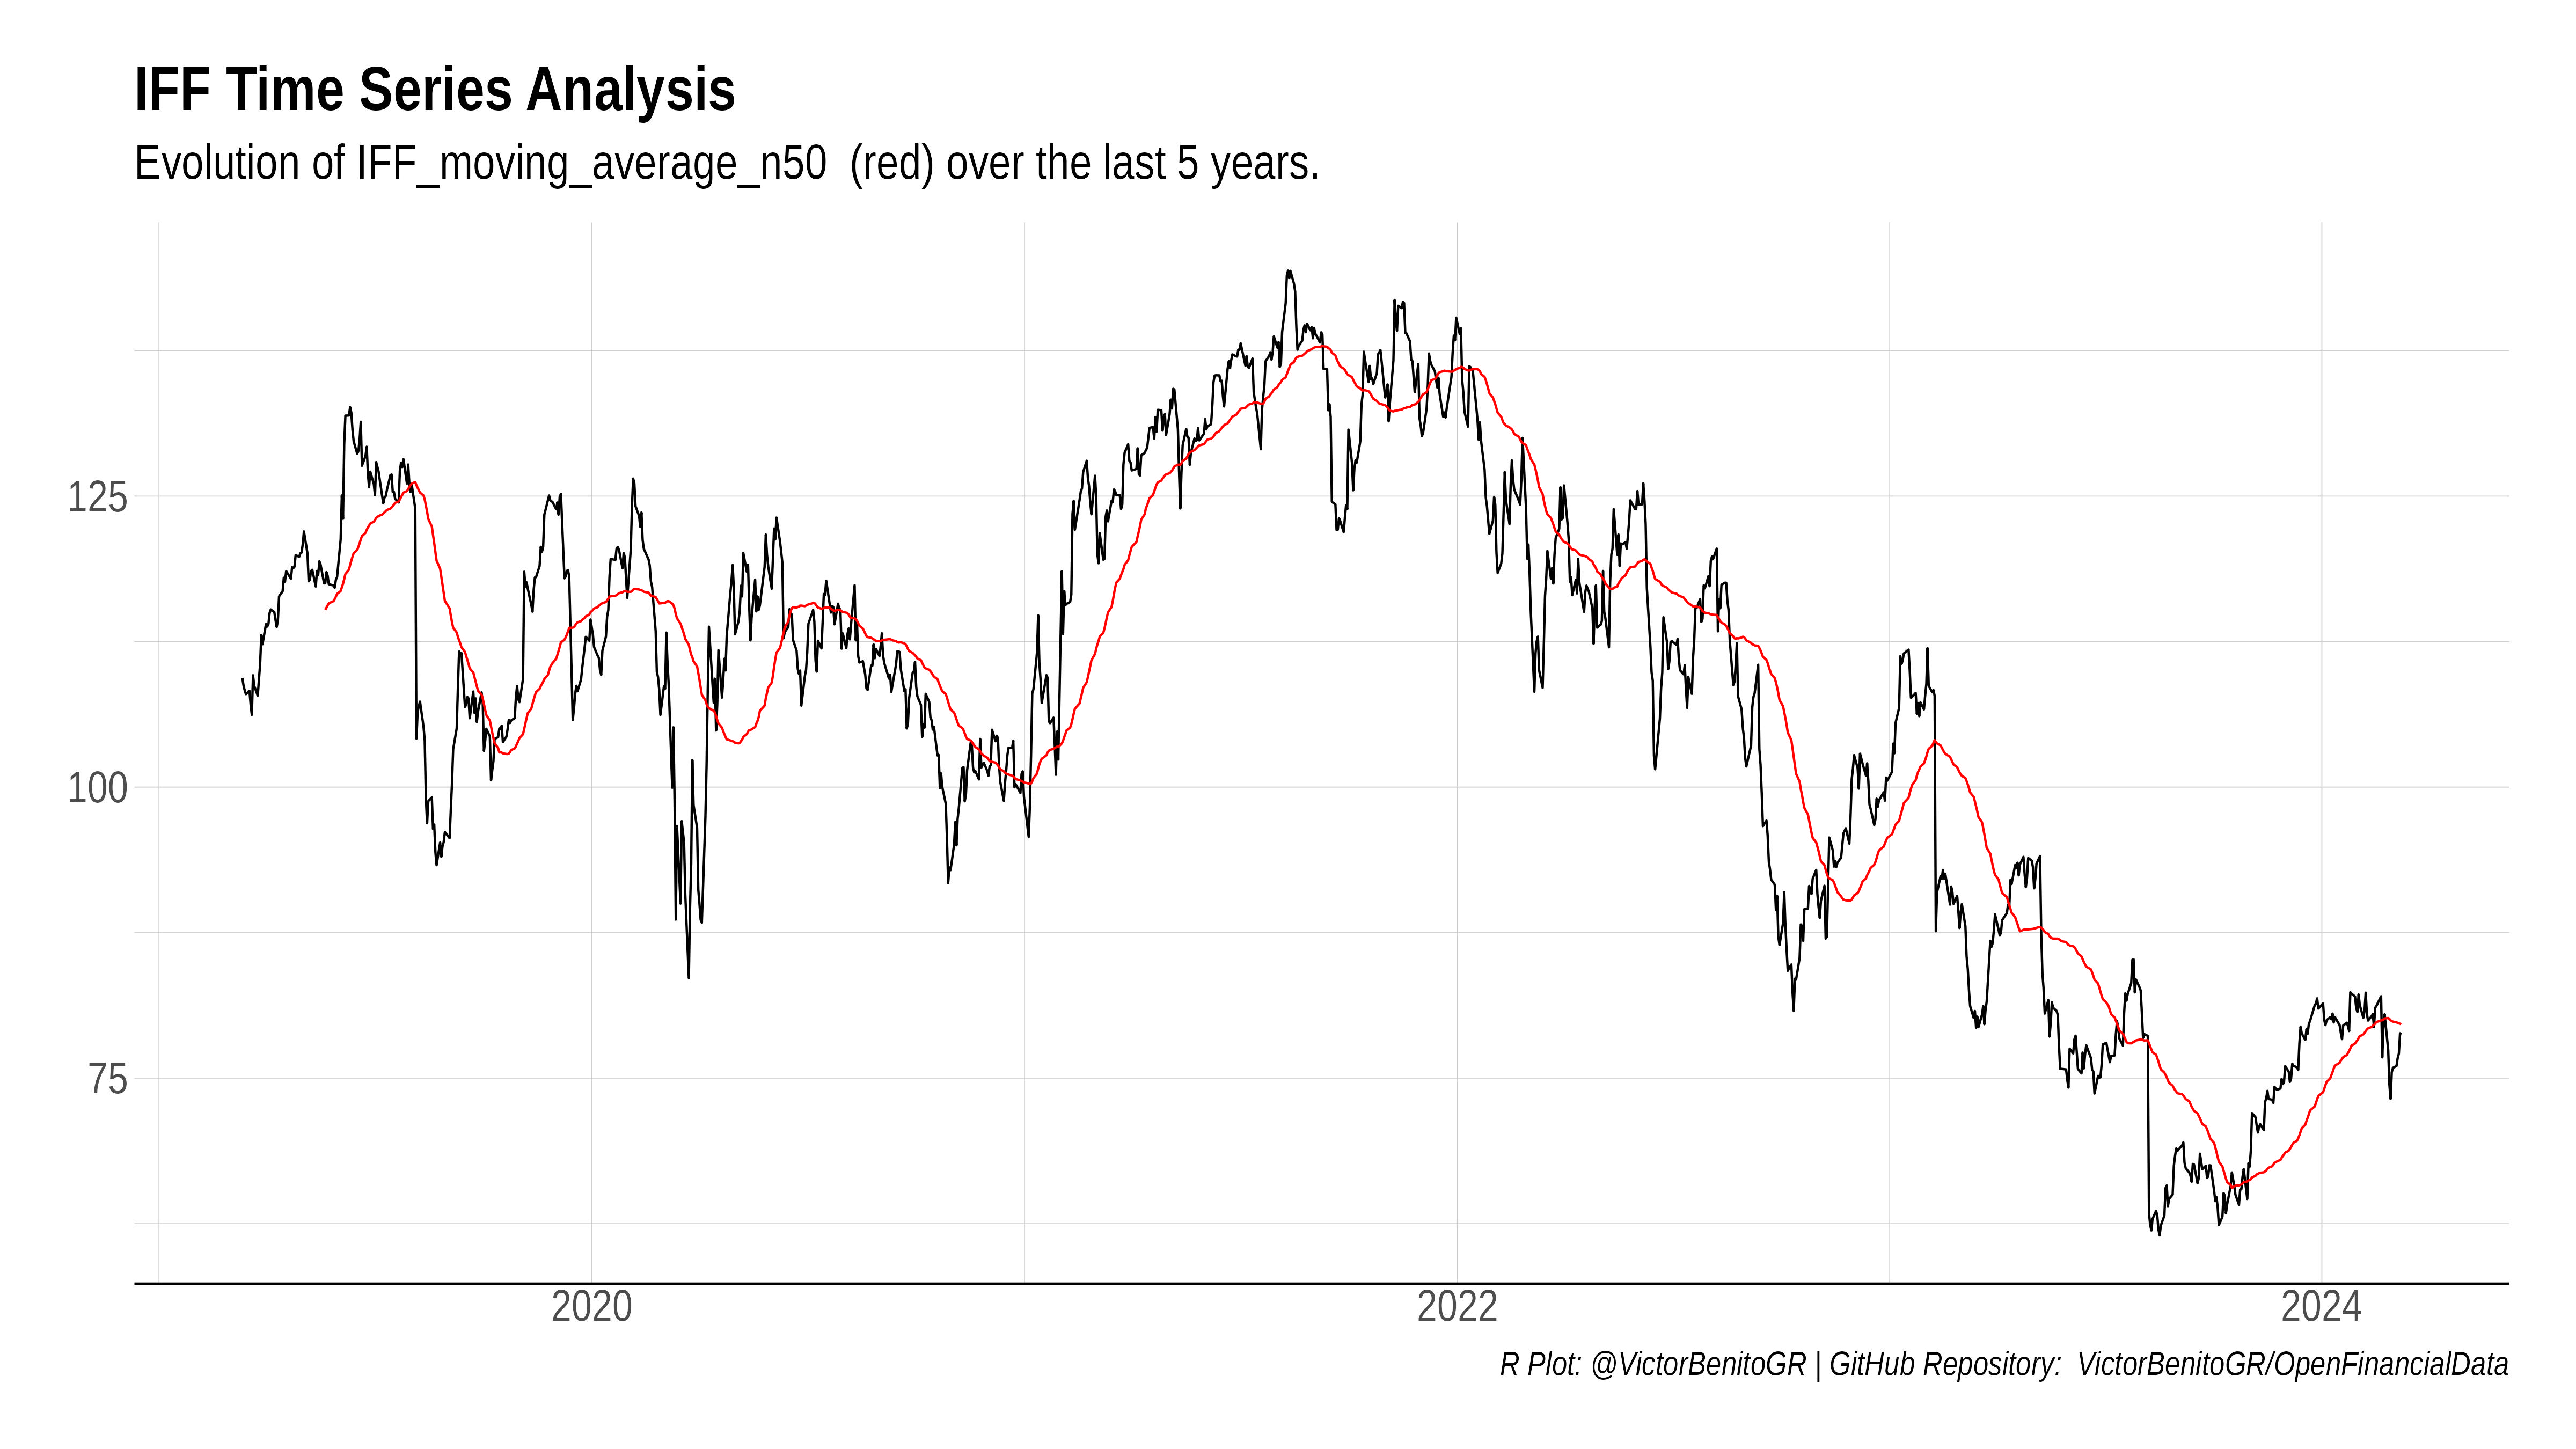 IFF Time Series Analysis
Evolution of IFF_moving_average_n50  (red) over the last 5 years.
125
100
75
2020
2022
2024
R Plot: @VictorBenitoGR | GitHub Repository:  VictorBenitoGR/OpenFinancialData